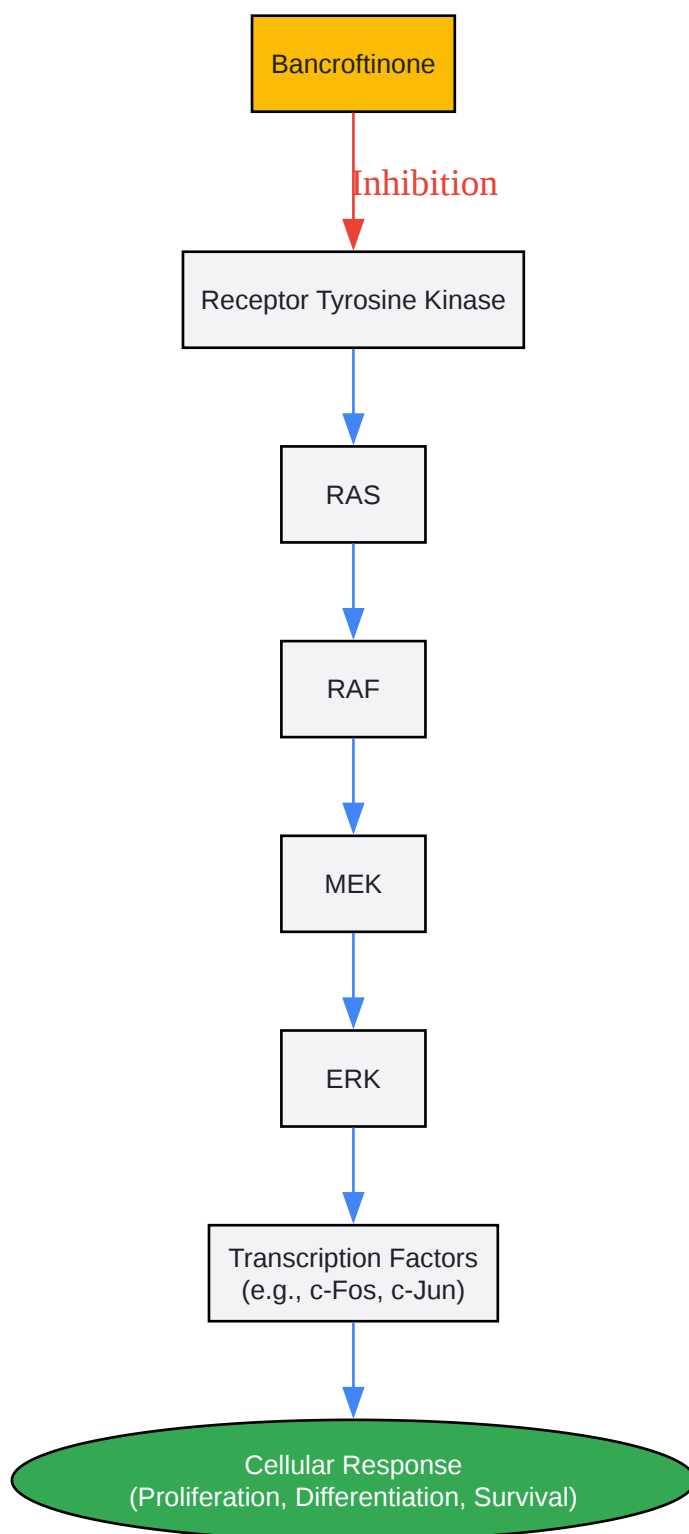 Bancroftinone
Inhibition
Receptor Tyrosine Kinase
RAS
RAF
MEK
ERK
Transcription Factors
(e.g., c-Fos, c-Jun)
Cellular Response
(Proliferation, Differentiation, Survival)